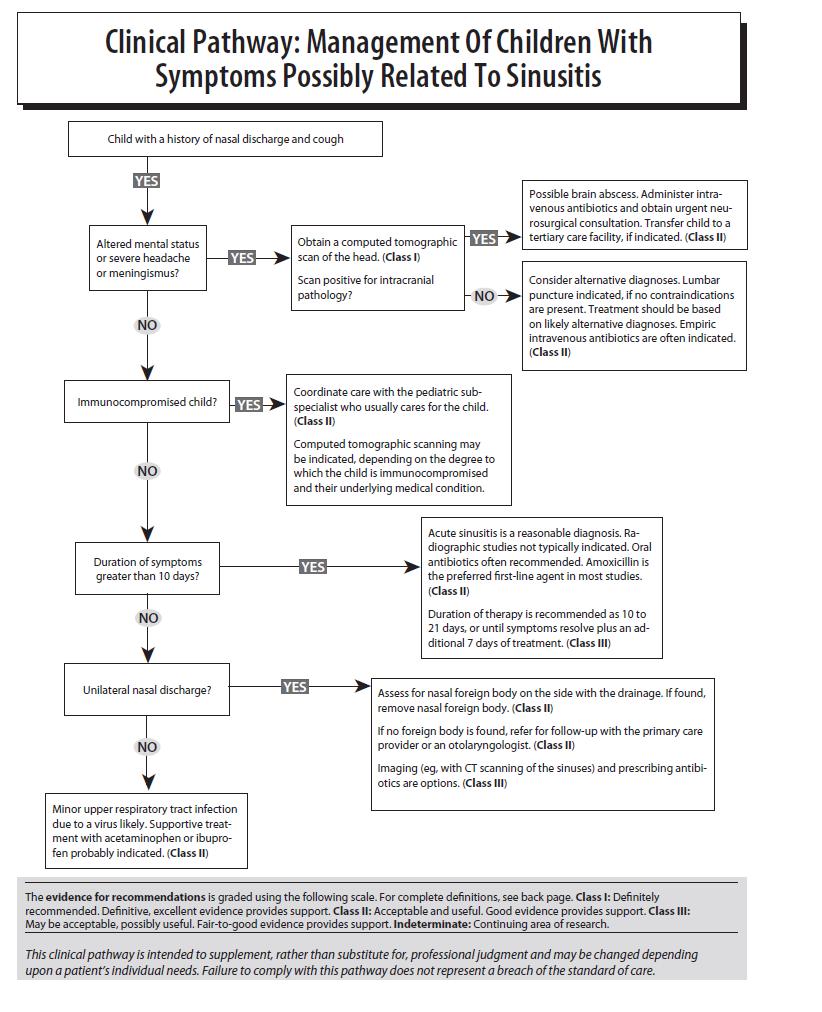 Clinical Pathway: Management Of Children With
Symptoms Possibly Related To Sinusitis
Child with a history of nasal discharge and cough
YES
Altered mental status
or severe headache
or meningismus?
YES
Obtain a computed tomographic
scan of the head. (Class I)
Scan positive for intracranial
pathology?
YES
Possible brain abscess. Administer intra-
venous antibiotics and obtain urgent neu-
rosurgical consultation. Transfer child to a
tertiary care facility, if indicated. (Class II)
NO
Consider alternative diagnoses. Lumbar
puncture indicated, if no contraindications
are present. Treatment should be based
on likely alternative diagnoses. Empiric
intravenous antibiotics are often indicated.
(Class II)
NO
Immunocompromised child?
YES
Coordinate care with the pediatric sub-
specialist who usually cares for the child.
(Class II)
Computed tomographic scanning may
be indicated, depending on the degree to
which the child is immunocompromised
and their underlying medical condition.
NO
Duration of symptoms
greater than 10 days?
YES
Acute sinusitis is a reasonable diagnosis. Ra-
diographic studies not typically indicated. Oral
antibiotics often recommended. Amoxicillin is
the preferred first-line agent in most studies.
(Class II)
Duration of therapy is recommended as 10 to
21 days, or until symptoms resolve plus an ad-
ditional 7 days of treatment. (Class III)
NO
Unilateral nasal discharge?
YES
Assess for nasal foreign body on the side with the drainage. If found,
remove nasal foreign body. (Class II)
If no foreign body is found, refer for follow-up with the primary care
provider or an otolaryngologist. (Class II)
Imaging (eg, with CT scanning of the sinuses) and prescribing antibi-
otics are options. (Class III)
NO
Minor upper respiratory tract infection
due to a virus likely. Supportive treat-
ment with acetaminophen or ibupro-
fen probably indicated. (Class II)
The evidence for recommendations is graded using the following scale. For complete definitions, see back page. Class I: Definitely
recommended. Definitive, excellent evidence provides support. Class II: Acceptable and useful. Good evidence provides support. Class III:
May be acceptable, possibly useful. Fair-to-good evidence provides support. Indeterminate: Continuing area of research.
This clinical pathway is intended to supplement, rather than substitute for, professional judgment and may be changed depending
upon a patient's individual needs. Failure to comply with this pathway does not represent a breach of the standard of care.